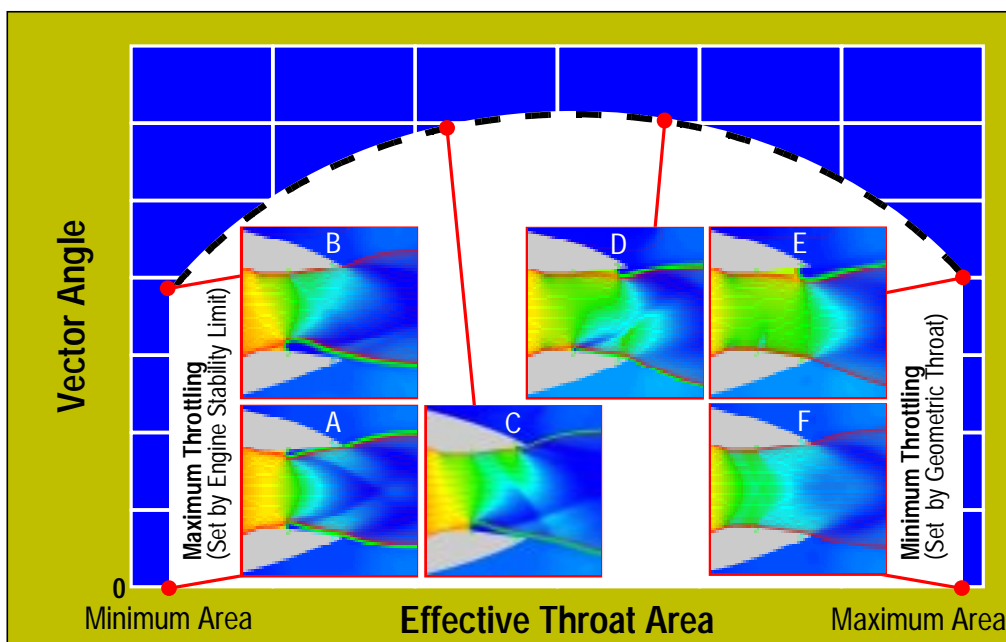 Vector Angle
B
D
E
Maximum Throttling
(Set by Engine Stability Limit)
A
C
F
Minimum Throttling
(Set by Geometric Throat)
0
Minimum Area
Effective Throat Area
Maximum Area